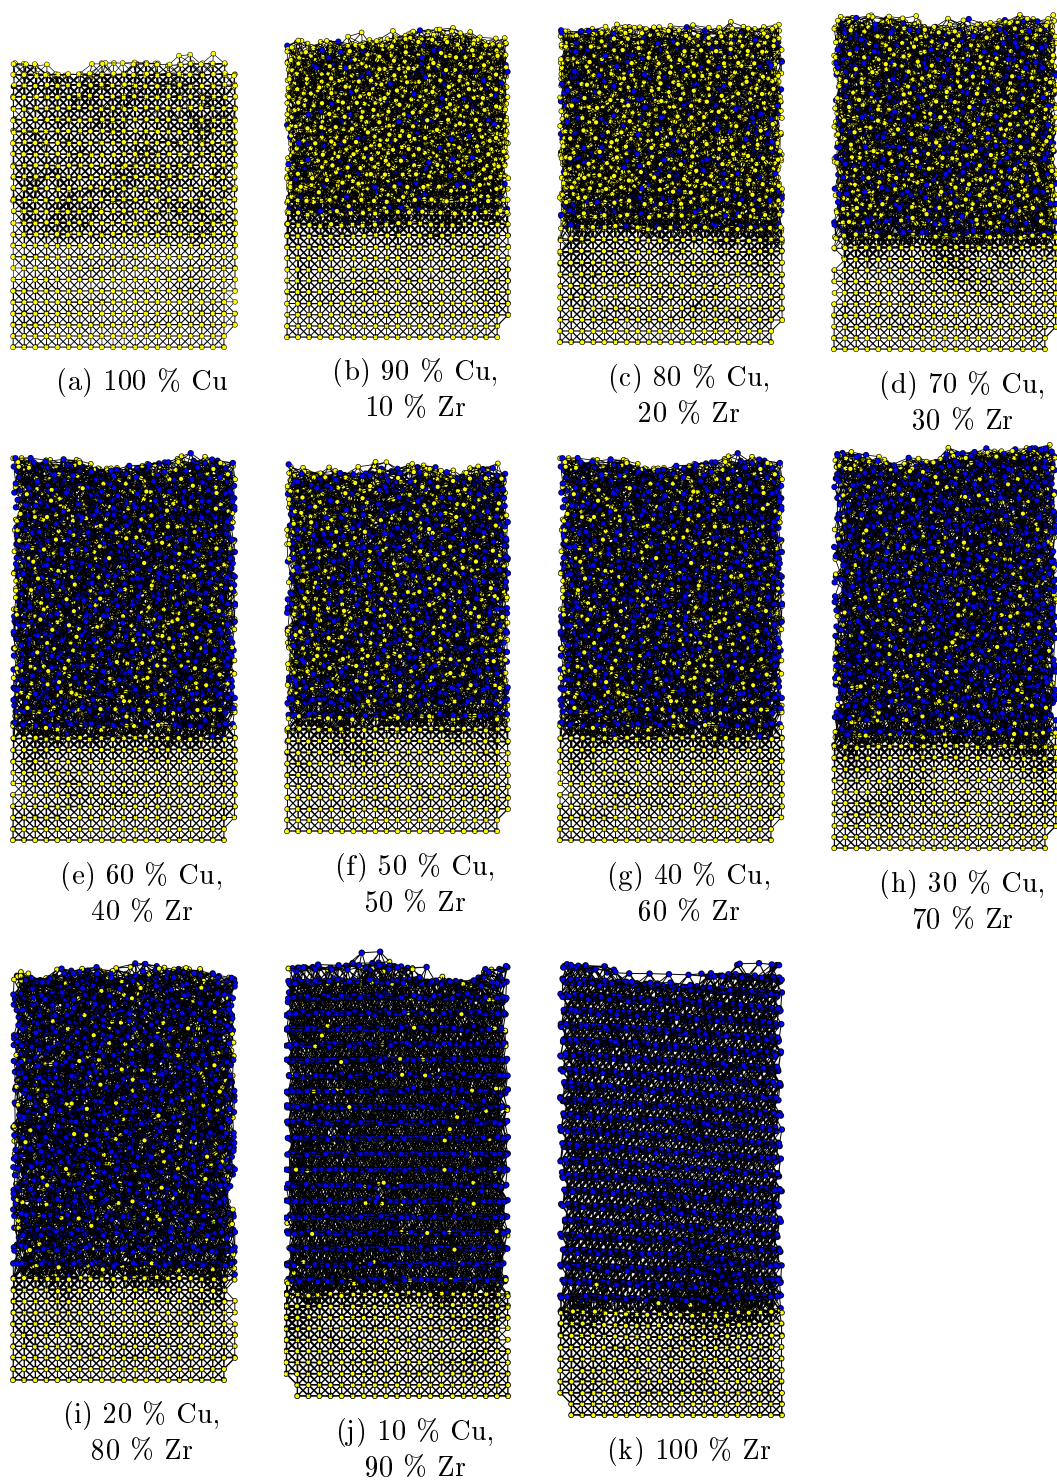 (a) 100 % Cu
(b) 90 % Cu,
10 % Zr
(c) 80 % Cu,
20 % Zr
(d) 70 % Cu,
30 % Zr
(e) 60 % Cu,
40 % Zr
(f) 50 % Cu,
50 % Zr
(g) 40 % Cu,
60 % Zr
(h) 30 % Cu,
70 % Zr
(i) 20 % Cu,
80 % Zr
(j) 10 % Cu,
90 % Zr
(k) 100 % Zr